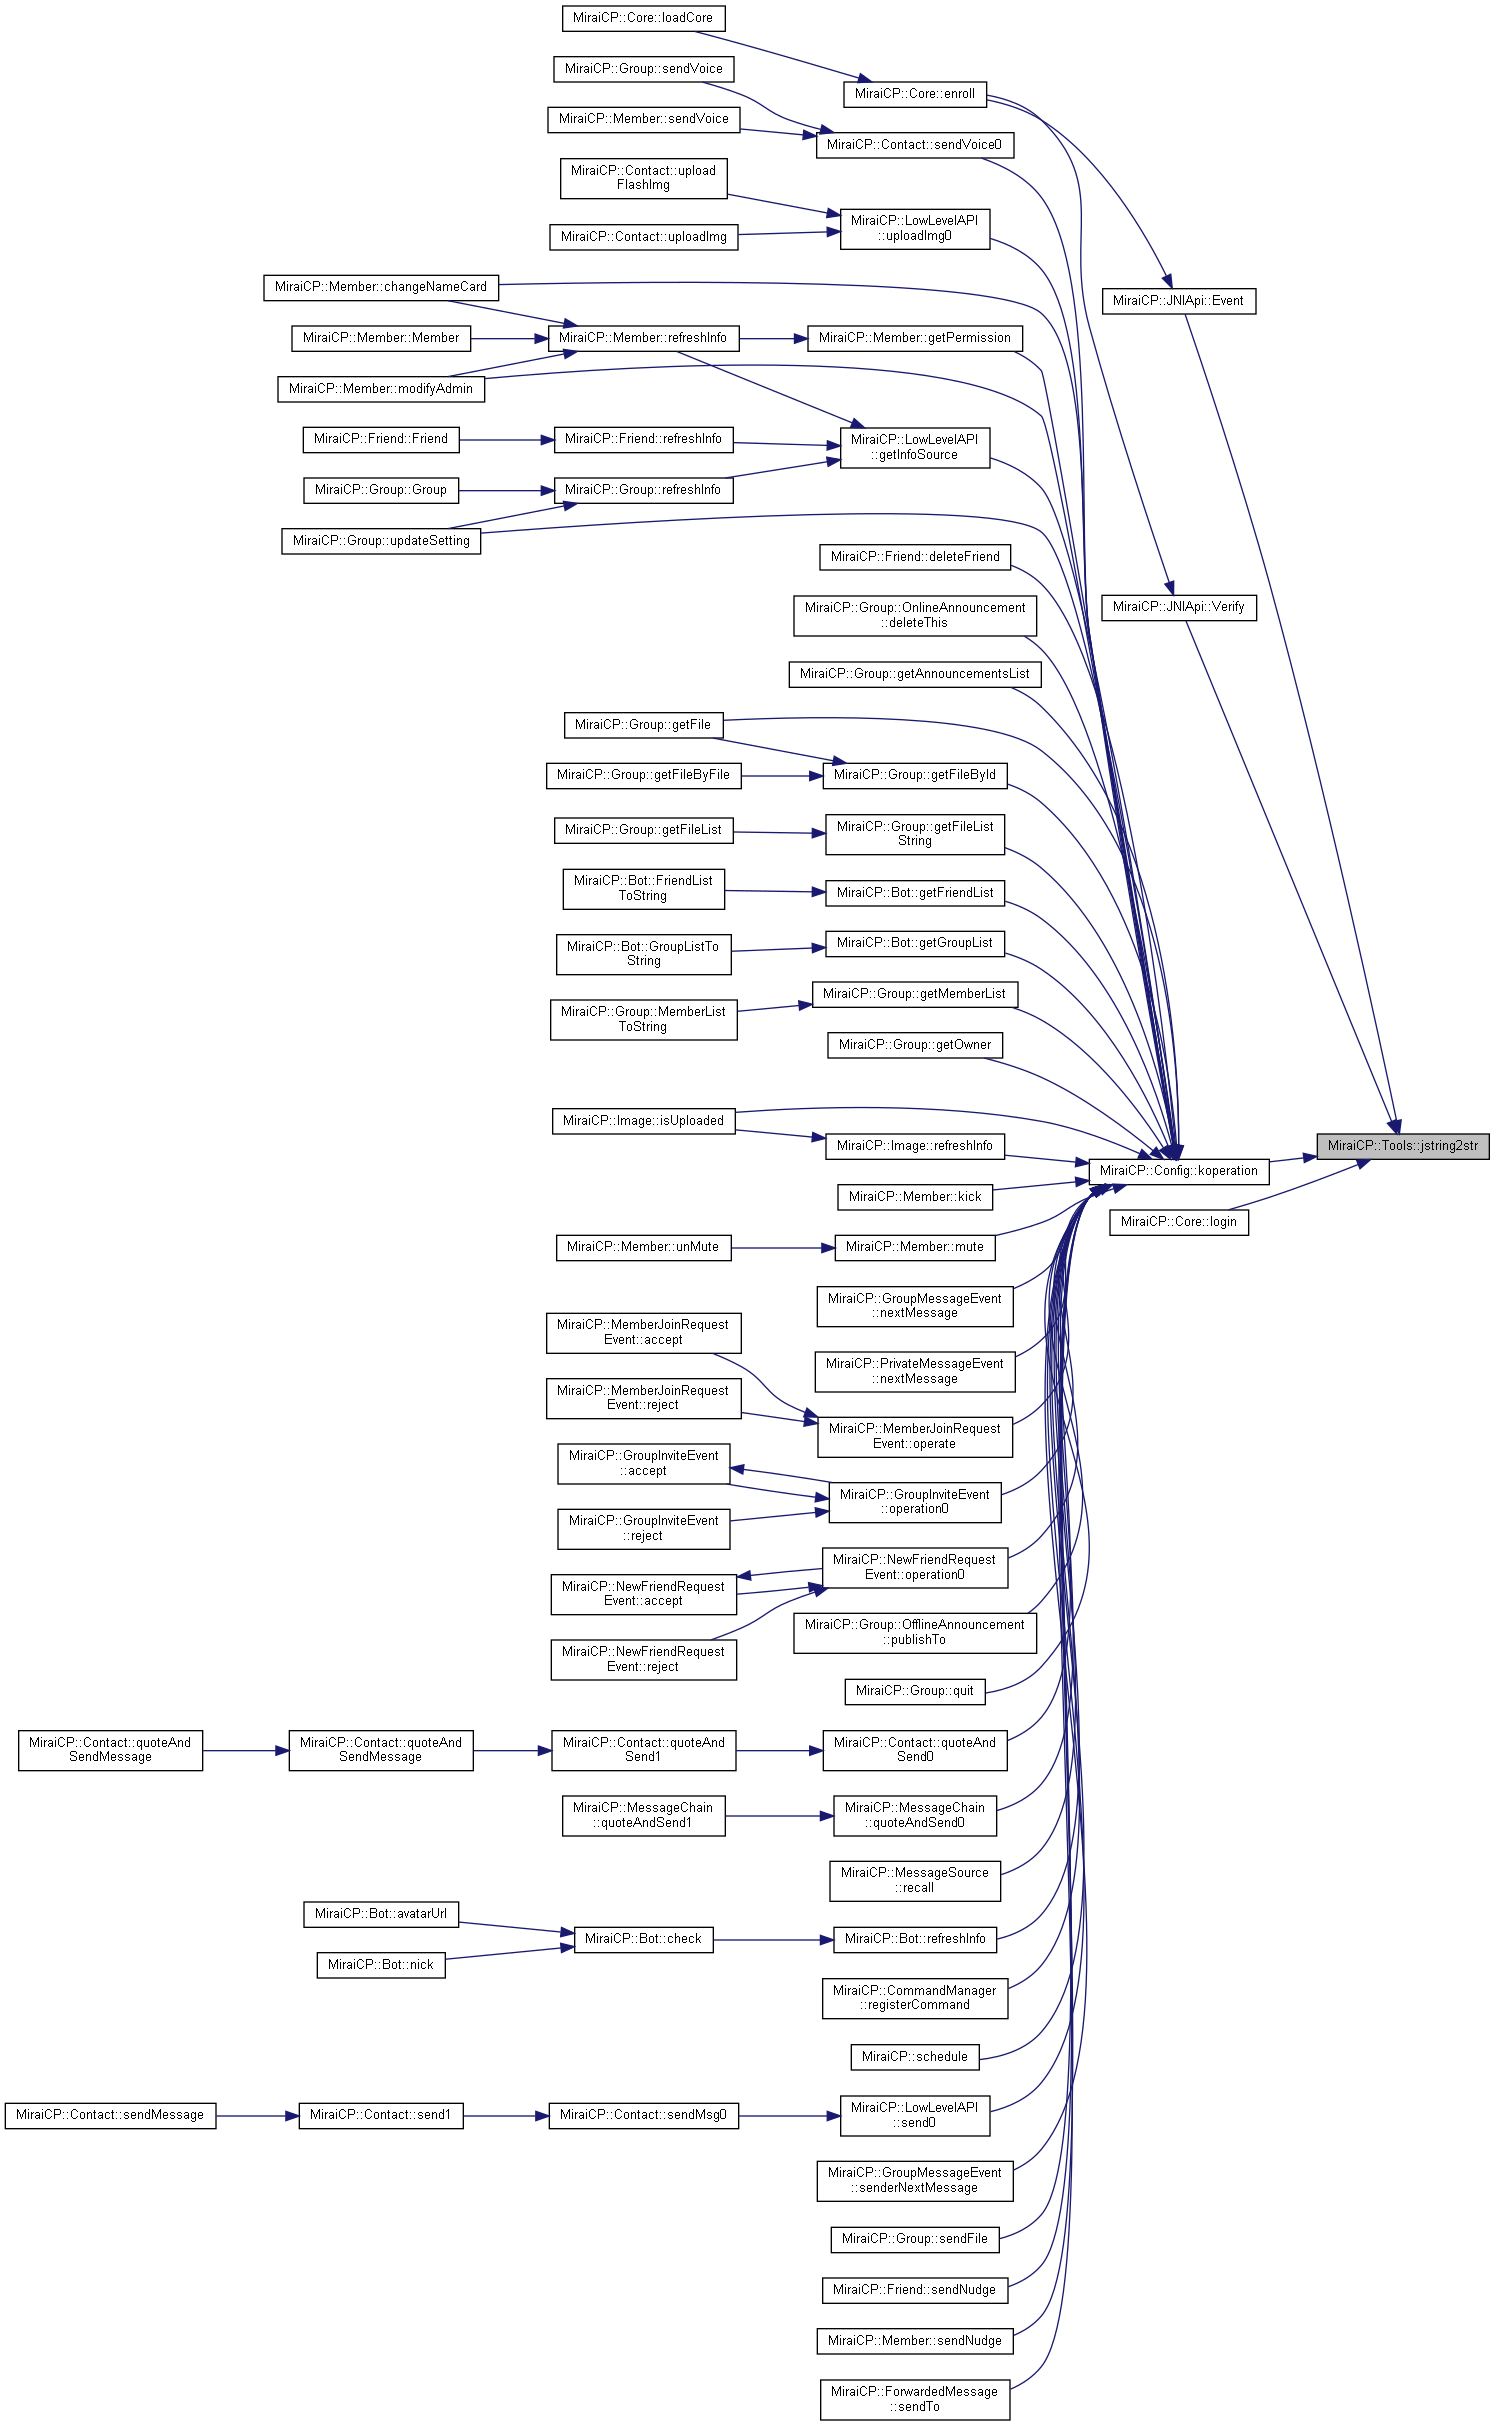 MiraiCP::Core::loadCore
MiraiCP::Group::sendVoice
MiraiCP::Core::enroll
MiraiCP::Member::sendVoice
MiraiCP::Contact::sendVoice0
MiraiCP::Contact::upload
FlashImg
MiraiCP::LowLevelAPI
::uploadImg0
MiraiCP::Contact::uploadImg
MiraiCP::Member::changeNameCard
MiraiCP::JNIApi::Event
MiraiCP::Member::Member
MiraiCP::Member::refreshInfo
MiraiCP::Member::getPermission
MiraiCP::Member::modifyAdmin
MiraiCP::Friend::Friend
MiraiCP::Friend::refreshInfo
MiraiCP::LowLevelAPI
::getInfoSource
MiraiCP::Group::Group
MiraiCP::Group::refreshInfo
MiraiCP::Group::updateSetting
MiraiCP::Friend::deleteFriend
MiraiCP::Group::OnlineAnnouncement
::deleteThis
MiraiCP::JNIApi::Verify
MiraiCP::Group::getAnnouncementsList
MiraiCP::Group::getFile
MiraiCP::Group::getFileByFile
MiraiCP::Group::getFileById
MiraiCP::Group::getFileList
MiraiCP::Group::getFileList
String
MiraiCP::Bot::FriendList
ToString
MiraiCP::Bot::getFriendList
MiraiCP::Bot::GroupListTo
String
MiraiCP::Bot::getGroupList
MiraiCP::Group::MemberList
ToString
MiraiCP::Group::getMemberList
MiraiCP::Group::getOwner
MiraiCP::Image::isUploaded
MiraiCP::Image::refreshInfo
MiraiCP::Tools::jstring2str
MiraiCP::Config::koperation
MiraiCP::Member::kick
MiraiCP::Core::login
MiraiCP::Member::unMute
MiraiCP::Member::mute
MiraiCP::GroupMessageEvent
::nextMessage
MiraiCP::MemberJoinRequest
Event::accept
MiraiCP::PrivateMessageEvent
::nextMessage
MiraiCP::MemberJoinRequest
Event::reject
MiraiCP::MemberJoinRequest
Event::operate
MiraiCP::GroupInviteEvent
::accept
MiraiCP::GroupInviteEvent
::operation0
MiraiCP::GroupInviteEvent
::reject
MiraiCP::NewFriendRequest
Event::operation0
MiraiCP::NewFriendRequest
Event::accept
MiraiCP::Group::OfflineAnnouncement
::publishTo
MiraiCP::NewFriendRequest
Event::reject
MiraiCP::Group::quit
MiraiCP::Contact::quoteAnd
SendMessage
MiraiCP::Contact::quoteAnd
SendMessage
MiraiCP::Contact::quoteAnd
Send1
MiraiCP::Contact::quoteAnd
Send0
MiraiCP::MessageChain
::quoteAndSend1
MiraiCP::MessageChain
::quoteAndSend0
MiraiCP::MessageSource
::recall
MiraiCP::Bot::avatarUrl
MiraiCP::Bot::check
MiraiCP::Bot::refreshInfo
MiraiCP::Bot::nick
MiraiCP::CommandManager
::registerCommand
MiraiCP::schedule
MiraiCP::Contact::sendMessage
MiraiCP::Contact::send1
MiraiCP::Contact::sendMsg0
MiraiCP::LowLevelAPI
::send0
MiraiCP::GroupMessageEvent
::senderNextMessage
MiraiCP::Group::sendFile
MiraiCP::Friend::sendNudge
MiraiCP::Member::sendNudge
MiraiCP::ForwardedMessage
::sendTo